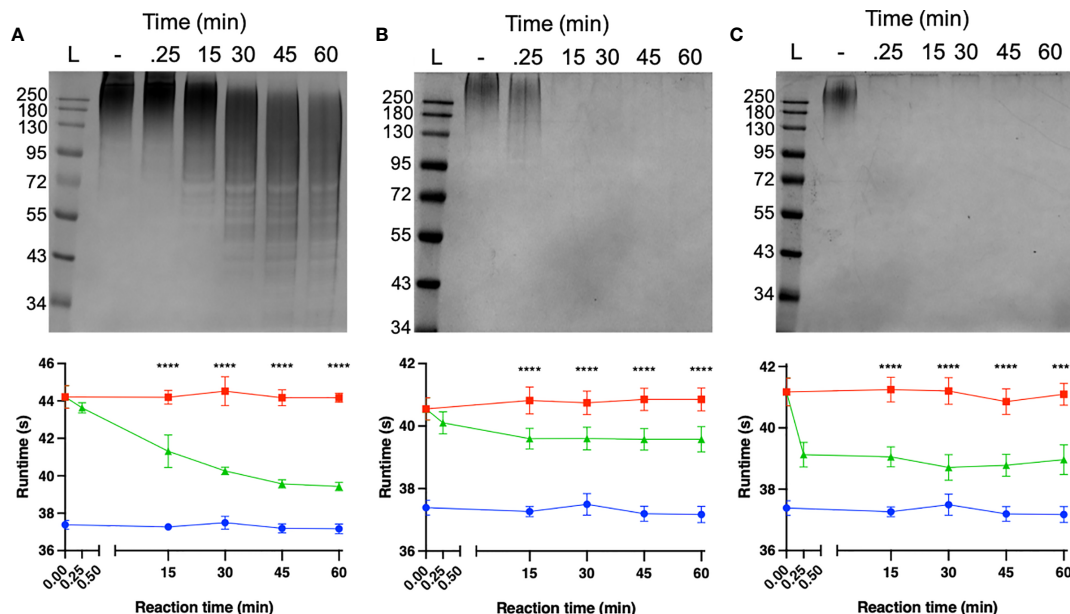 A
Time (min)
L - .25 15 30 45 60
250
180
130
95
72
55
43
34
B
Time (min)
L - .25 15 30 45 60
250
180
130
95
72
55
43
34
C
Time (min)
L - .25 15 30 45 60
250
180
130
95
72
55
43
34
46
44
42
40
38
36
Runtime (s)
**** **** **** ****
0.00 0.25 0.50 15 30 45 60
Reaction time (min)
42
40
38
36
Runtime (s)
**** **** **** ****
0.00 0.25 0.50 15 30 45 60
Reaction time (min)
42
40
38
36
Runtime (s)
**** **** **** ****
0.00 0.25 0.50 15 30 45 60
Reaction time (min)